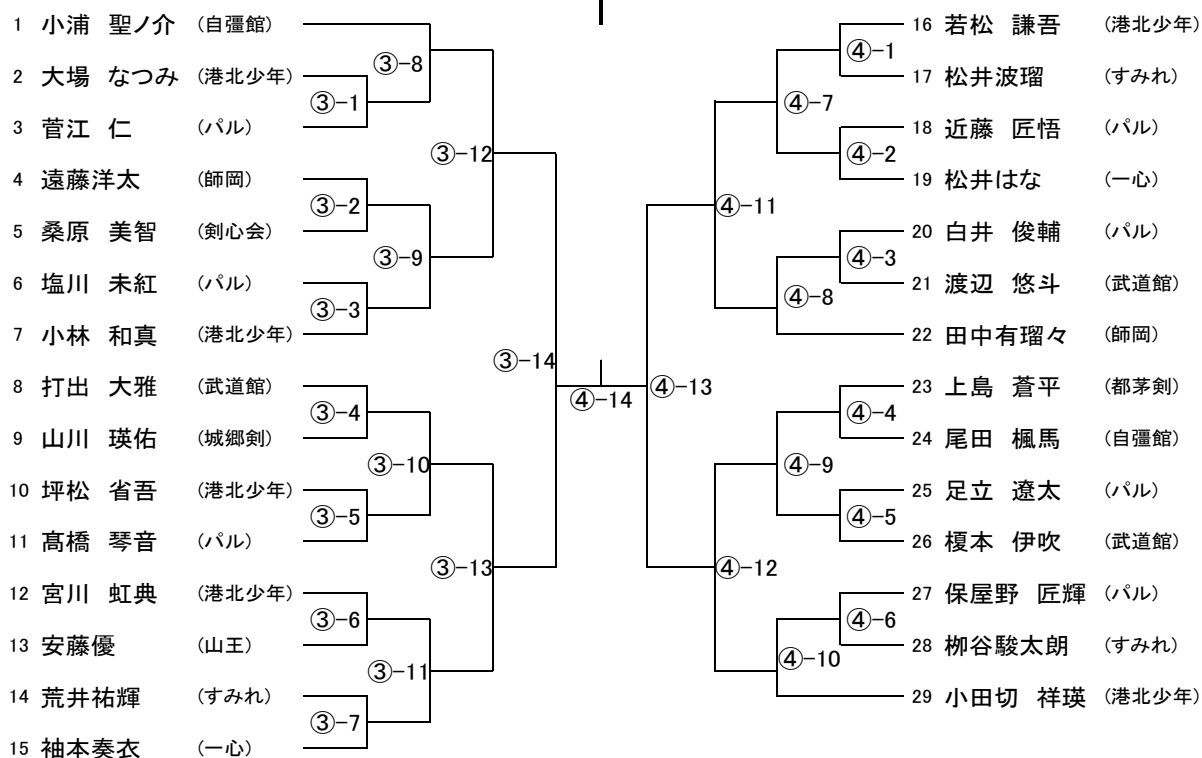 1 小浦 聖ノ介 (自彊館)
③-8
2 大場 なつみ (港北少年)
③-1
3 菅江 仁 (パル)
③-12
4 遠藤洋太 (師岡)
③-2
5 桑原 美智 (剣心会)
③-9
6 塩川 未紅 (パル)
③-3
7 小林 和真 (港北少年)
③-14
8 打出 大雅 (武道館)
③-4
9 山川 瑛佑 (城郷剣)
③-10
10 坪松 省吾 (港北少年)
③-5
11 髙橋 琴音 (パル)
③-13
12 宮川 虹典 (港北少年)
③-6
13 安藤優 (山王)
③-11
14 荒井祐輝 (すみれ)
③-7
15 袖本奏衣 (一心)
④-14
16 若松 謙吾 (港北少年)
④-1
17 松井波瑠 (すみれ)
④-7
18 近藤 匠悟 (パル)
④-2
19 松井はな (一心)
④-11
20 白井 俊輔 (パル)
④-3
21 渡辺 悠斗 (武道館)
④-8
22 田中有瑠々 (師岡)
④-13
23 上島 蒼平 (都茅剣)
④-4
24 尾田 楓馬 (自彊館)
④-9
25 足立 遼太 (パル)
④-5
26 榎本 伊吹 (武道館)
④-12
27 保屋野 匠輝 (パル)
④-6
28 栁谷駿太朗 (すみれ)
④-10
29 小田切 祥瑛 (港北少年)